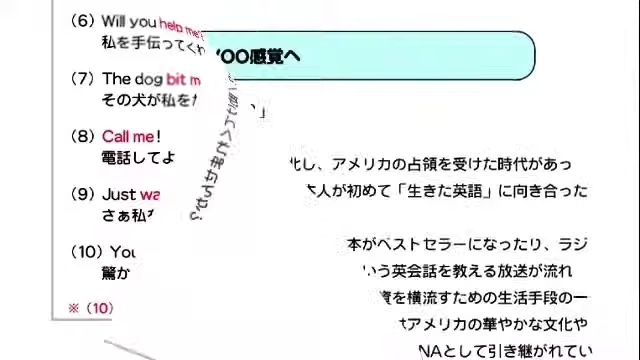 (6) Will you help me?
私を手伝ってくれ
(7) The dog bit m
その犬が私を
(8) Call me!
電話してよ
(9) Just wa
さぁ私が
(10) You
驚か
※(10)
OO感覚へ
、」
し、アメリカの占領を受けた時代があっ
人が初めて「生きた英語」に向き合った
本がベストセラーになったり、ラジ
いう英会話を教える放送が流れ
を横流すための生活手段の一
アメリカの華やかな文化や
NAとして引き継がれてい